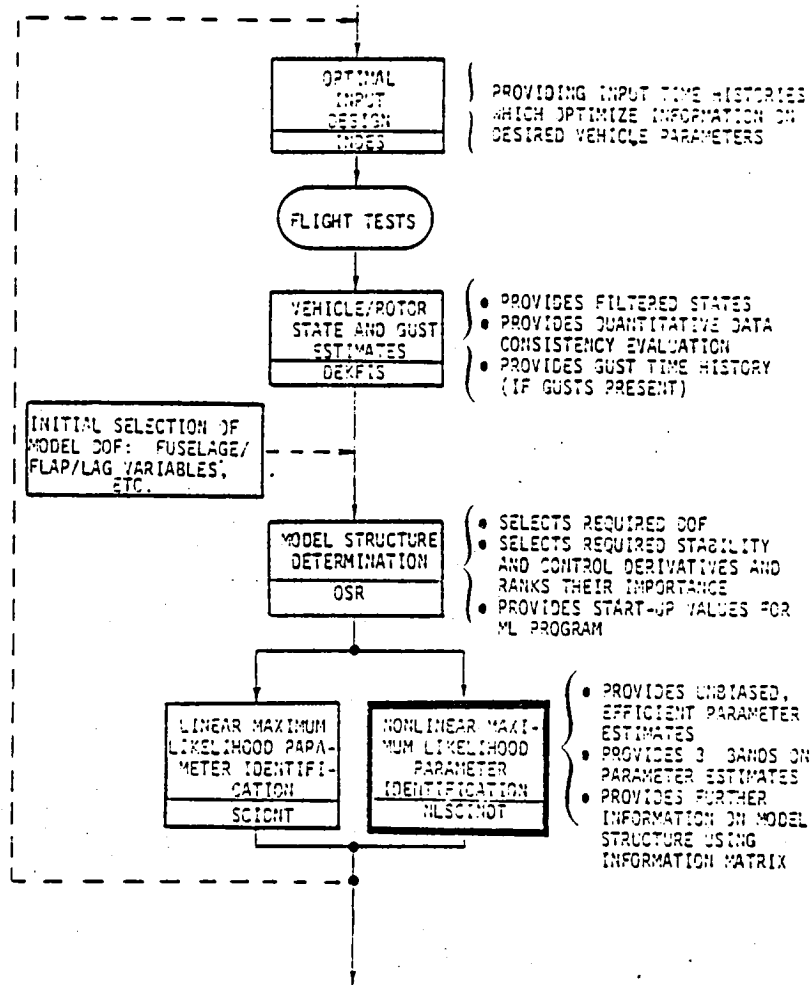 OPTIMAL
INPUT
DESIGN
INDES
PROVIDING INPUT TIME HISTORIES
WHICH OPTIMIZE INFORMATION ON
DESIRED VEHICLE PARAMETERS
FLIGHT TESTS
VEHICLE/ROTOR
STATE AND GUST
ESTIMATES
DEKFIS
• PROVIDES FILTERED STATES
• PROVIDES QUANTITATIVE DATA
CONSISTENCY EVALUATION
• PROVIDES GUST TIME HISTORY
(IF GUSTS PRESENT)
INITIAL SELECTION OF
MODEL DOF: FUSELAGE/
FLAP/LAG VARIABLES,
ETC.
MODEL STRUCTURE
DETERMINATION
OSR
• SELECTS REQUIRED DOF
• SELECTS REQUIRED STABILITY
AND CONTROL DERIVATIVES AND
RANKS THEIR IMPORTANCE
• PROVIDES START-UP VALUES FOR
ML PROGRAM
LINEAR MAXIMUM
LIKELIHOOD PARA-
METER IDENTIFI-
CATION
SCIDNT
NONLINEAR MAXI-
MUM LIKELIHOOD
PARAMETER
IDENTIFICATION
NLSCINDT
• PROVIDES UNBIASED,
EFFICIENT PARAMETER
ESTIMATES
• PROVIDES 3 BANDS ON
PARAMETER ESTIMATES
• PROVIDES FURTHER
INFORMATION ON MODEL
STRUCTURE USING
INFORMATION MATRIX